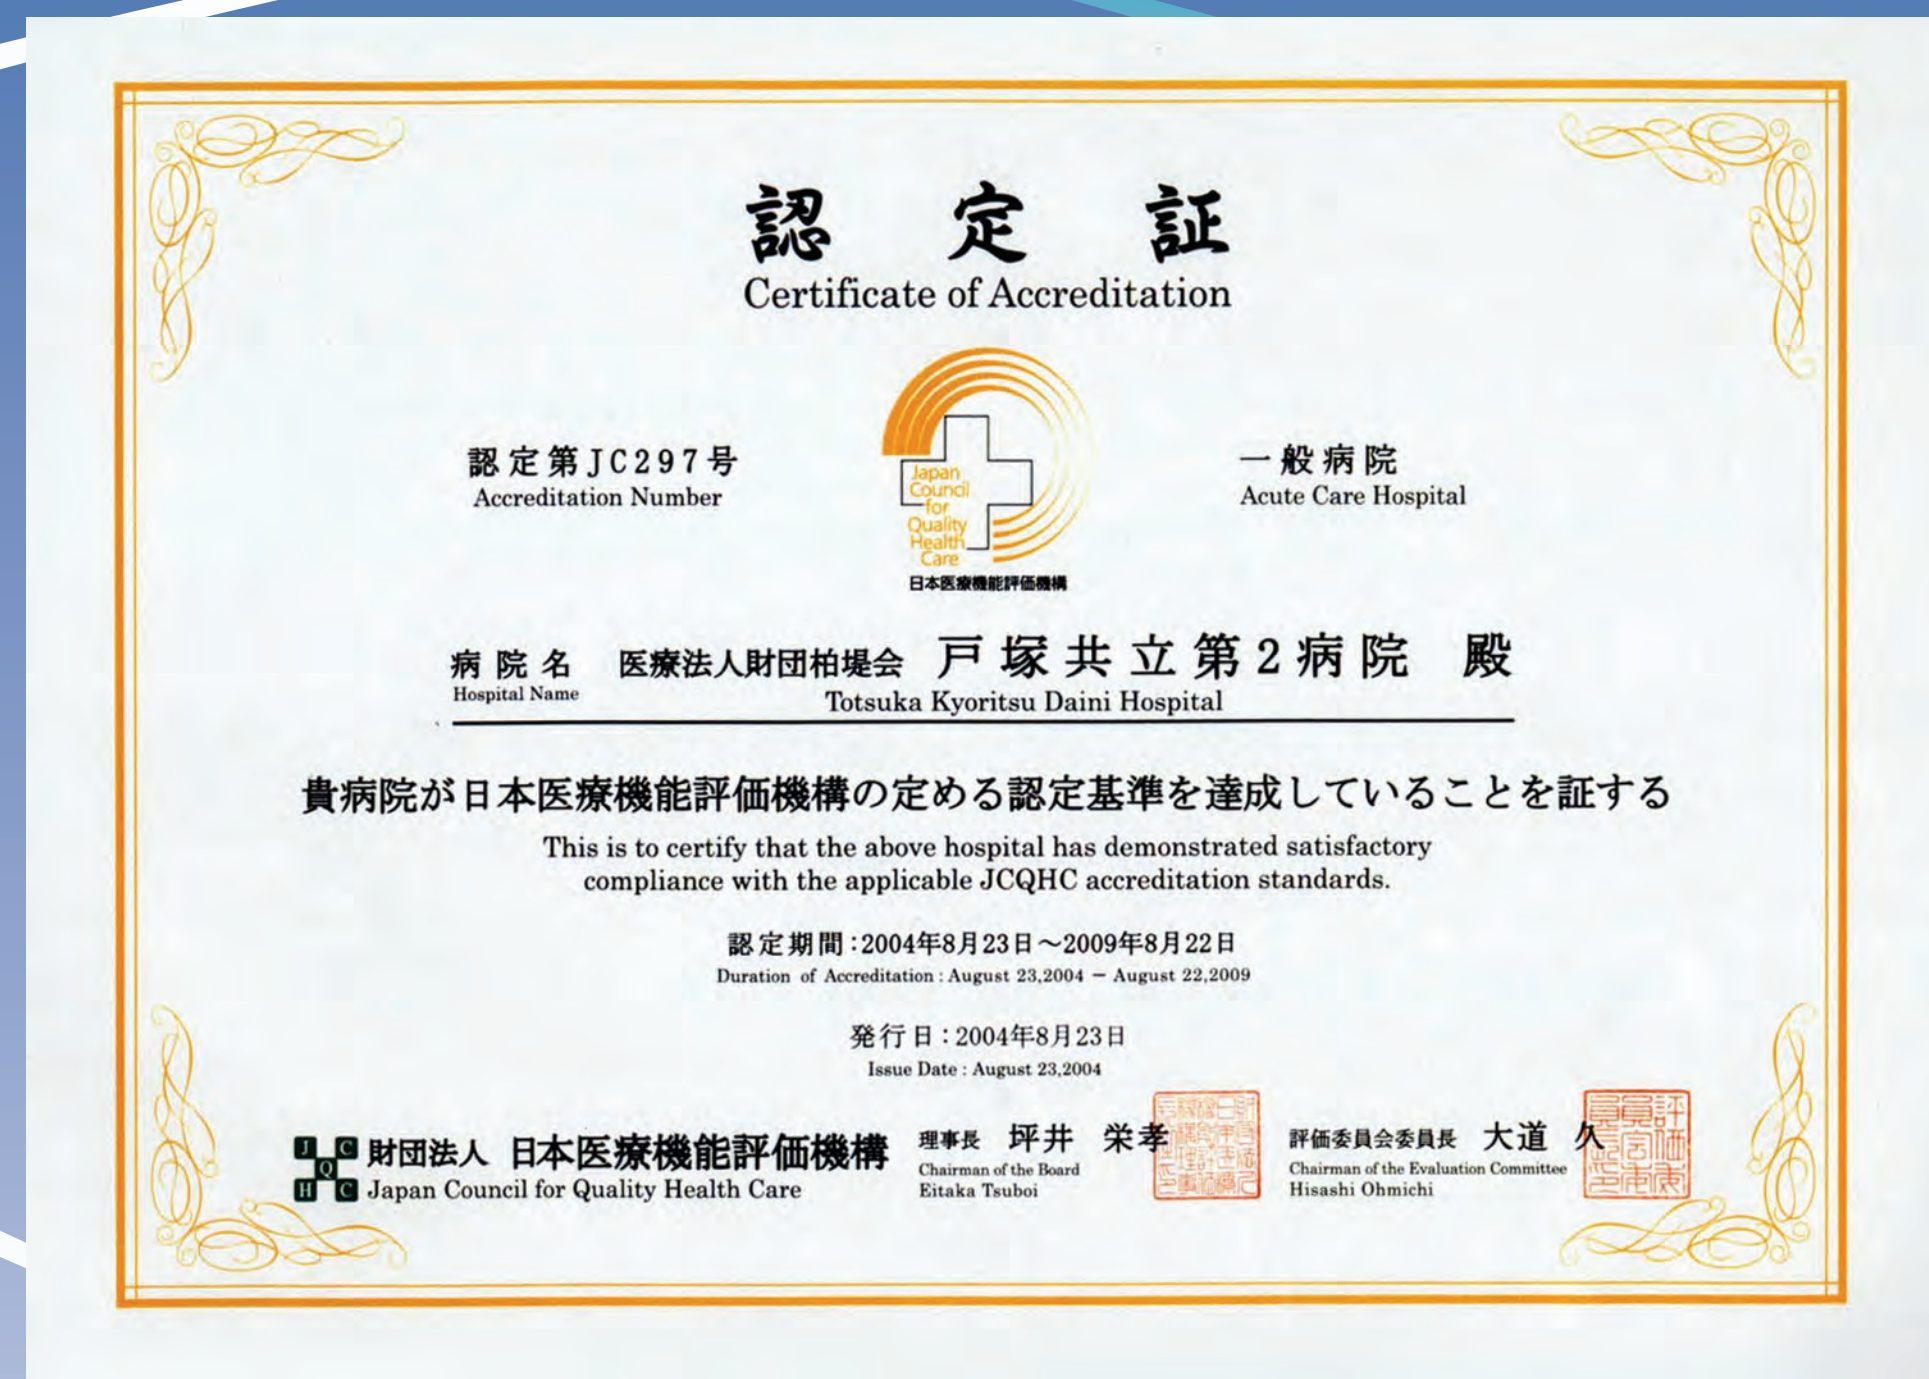 認定証
Certificate of Accreditation
認定第JC297号
Accreditation Number
Japan
Council
for
Quality
Health
Care
日本医療機能評価機構
一般病院
Acute Care Hospital
病院名 医療法人財団柏堤会 戸塚共立第2病院 殿
Hospital Name
Totsuka Kyoritsu Daini Hospital
貴病院が日本医療機能評価機構の定める認定基準を達成していることを証する
This is to certify that the above hospital has demonstrated satisfactory
compliance with the applicable JCQHC accreditation standards.
認定期間:2004年8月23日～2009年8月22日
Duration of Accreditation : August 23,2004 － August 22,2009
発行日:2004年8月23日
Issue Date : August 23,2004
J C
Q
H C
財団法人 日本医療機能評価機構
Japan Council for Quality Health Care
理事長 坪井 栄孝
Chairman of the Board
Eitaka Tsuboi
評価委員会委員長 大道 久
Chairman of the Evaluation Committee
Hisashi Ohmichi